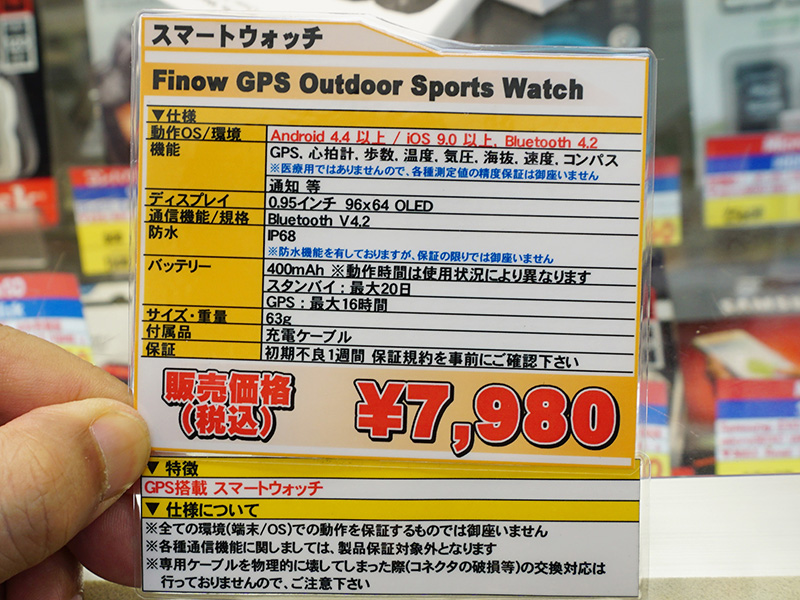 スマートウォッチ
Finow GPS Outdoor Sports Watch
▼仕様
動作OS/環境 Android 4.4 以上 / iOS 9.0 以上, Bluetooth 4.2
機能 GPS, 心拍計, 歩数, 温度, 気圧, 海抜, 速度, コンパス
※医療用ではありませんので、各種測定値の精度保証は御座いません
通知 等
ディスプレイ 0.95インチ 96x64 OLED
通信機能/規格 Bluetooth V4.2
防水 IP68
※防水機能を有しておりますが、保証の限りでは御座いません
バッテリー 400mAh ※動作時間は使用状況により異なります
スタンバイ：最大20日
GPS：最大16時間
サイズ・重量 63g
付属品 充電ケーブル
保証 初期不良1週間 保証規約を事前にご確認下さい
販売価格
(税込)
¥7,980
▼特徴
GPS搭載 スマートウォッチ
▼仕様について
※全ての環境(端末/OS)での動作を保証するものでは御座いません
※各種通信機能に関しましては、製品保証対象外となります
※専用ケーブルを物理的に壊してしまった際(コネクタの破損等)の交換対応は
行っておりませんので、ご注意下さい
SAMSUNG